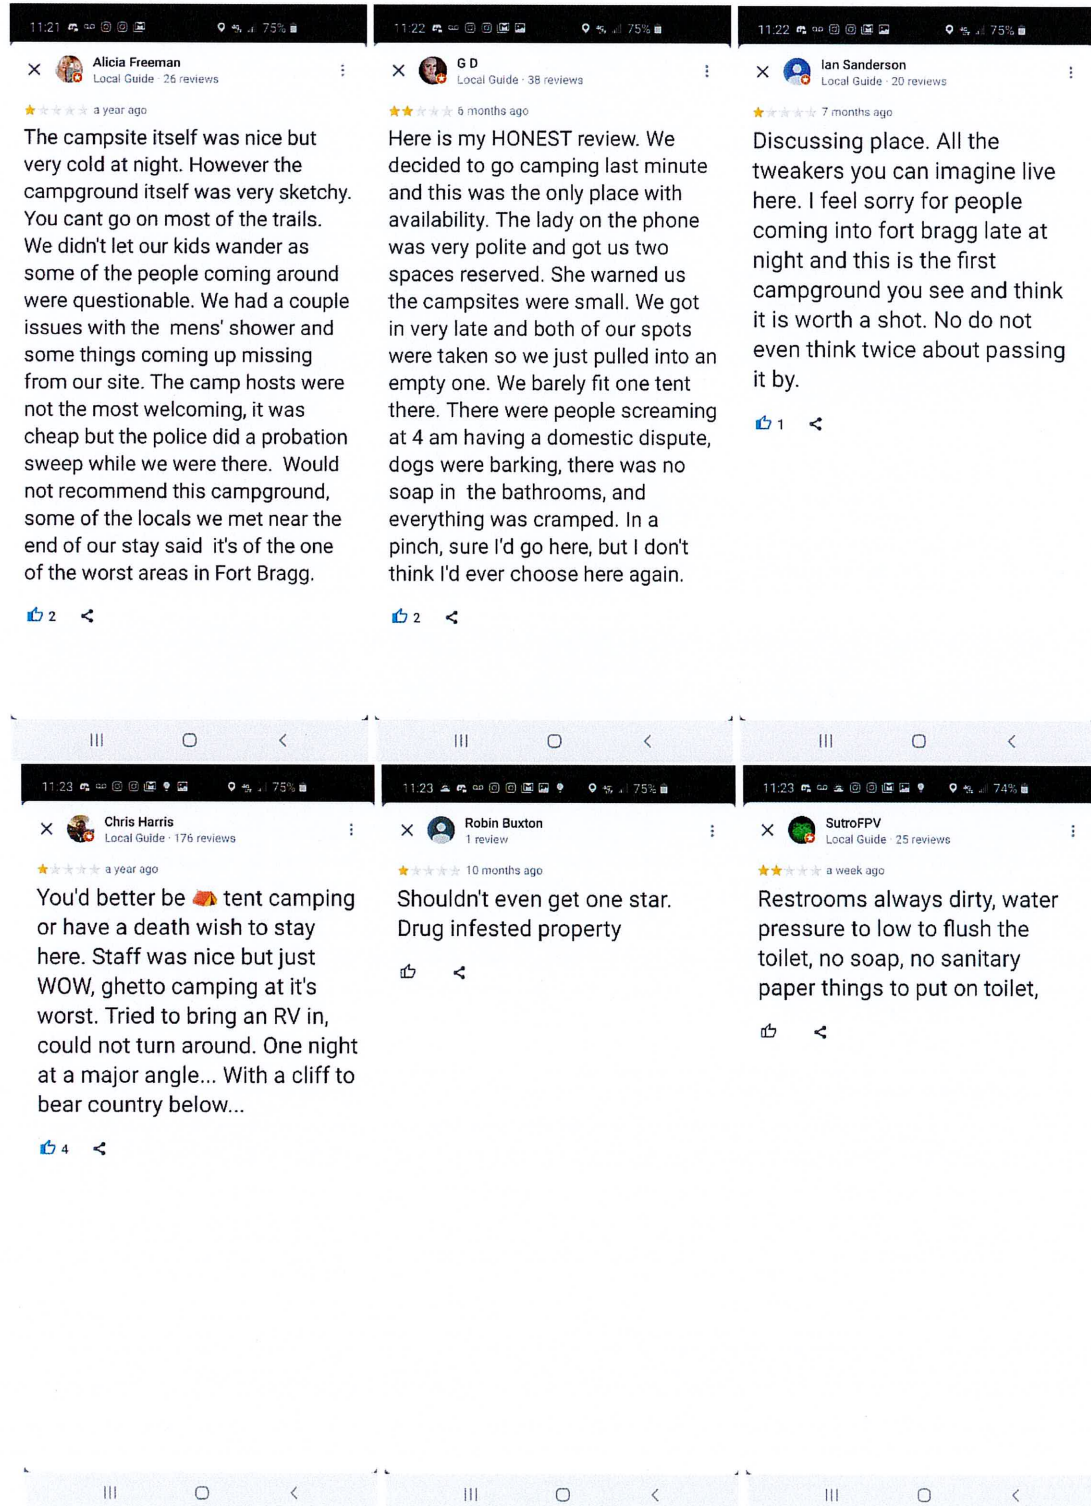 11:21
75%
Alicia Freeman
Local Guide · 26 reviews
a year ago
The campsite itself was nice but
very cold at night. However the
campground itself was very sketchy.
You cant go on most of the trails.
We didn't let our kids wander as
some of the people coming around
were questionable. We had a couple
issues with the mens' shower and
some things coming up missing
from our site. The camp hosts were
not the most welcoming, it was
cheap but the police did a probation
sweep while we were there. Would
not recommend this campground,
some of the locals we met near the
end of our stay said it's of the one
of the worst areas in Fort Bragg.
2
11:22
75%
G D
Local Guide · 38 reviews
6 months ago
Here is my HONEST review. We
decided to go camping last minute
and this was the only place with
availability. The lady on the phone
was very polite and got us two
spaces reserved. She warned us
the campsites were small. We got
in very late and both of our spots
were taken so we just pulled into an
empty one. We barely fit one tent
there. There were people screaming
at 4 am having a domestic dispute,
dogs were barking, there was no
soap in the bathrooms, and
everything was cramped. In a
pinch, sure I'd go here, but I don't
think I'd ever choose here again.
2
11:22
75%
Ian Sanderson
Local Guide · 20 reviews
7 months ago
Discussing place. All the
tweakers you can imagine live
here. I feel sorry for people
coming into fort bragg late at
night and this is the first
campground you see and think
it is worth a shot. No do not
even think twice about passing
it by.
1
11:23
75%
Chris Harris
Local Guide · 176 reviews
a year ago
You'd better be tent camping
or have a death wish to stay
here. Staff was nice but just
WOW, ghetto camping at it's
worst. Tried to bring an RV in,
could not turn around. One night
at a major angle... With a cliff to
bear country below...
4
11:23
75%
Robin Buxton
1 review
10 months ago
Shouldn't even get one star.
Drug infested property
11:23
74%
SutroFPV
Local Guide · 25 reviews
a week ago
Restrooms always dirty, water
pressure to low to flush the
toilet, no soap, no sanitary
paper things to put on toilet,